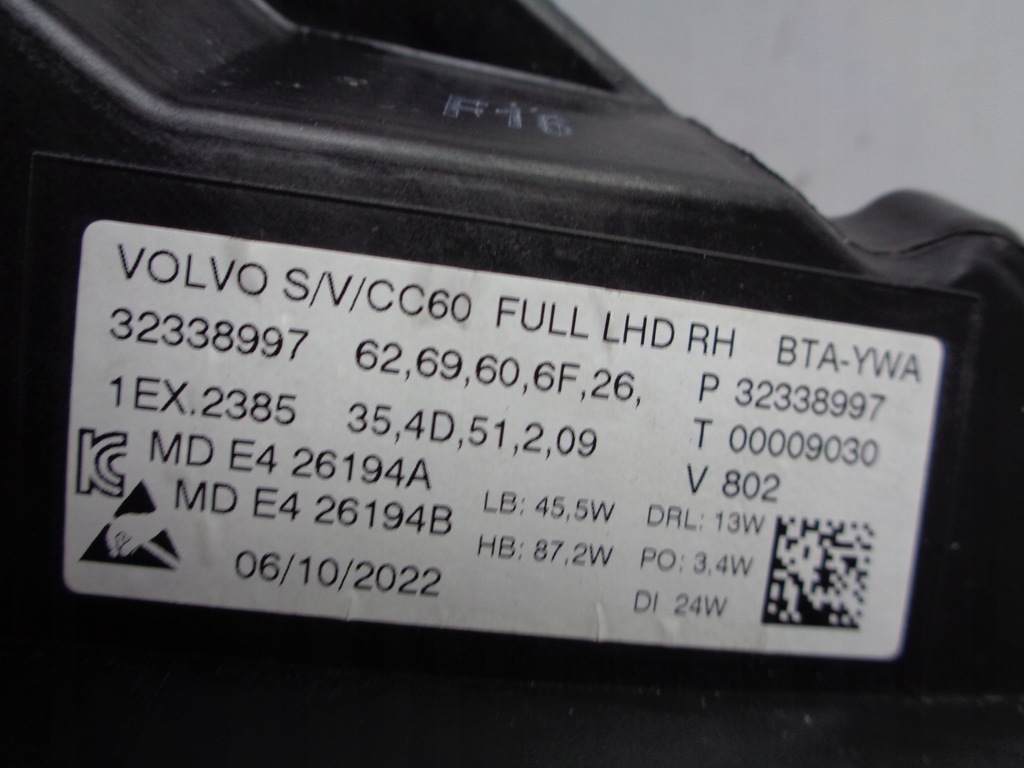 F16
VOLVO S/V/CC60 FULL LHD RH BTA-YWA
32338997 62,69,60,6F,26, P 32338997
1EX.2385 35,4D,51,2,09 T 00009030
MD E4 26194A V 802
MD E4 26194B LB: 45,5W DRL: 13W
HB: 87,2W PO: 3,4W
06/10/2022 DI 24W